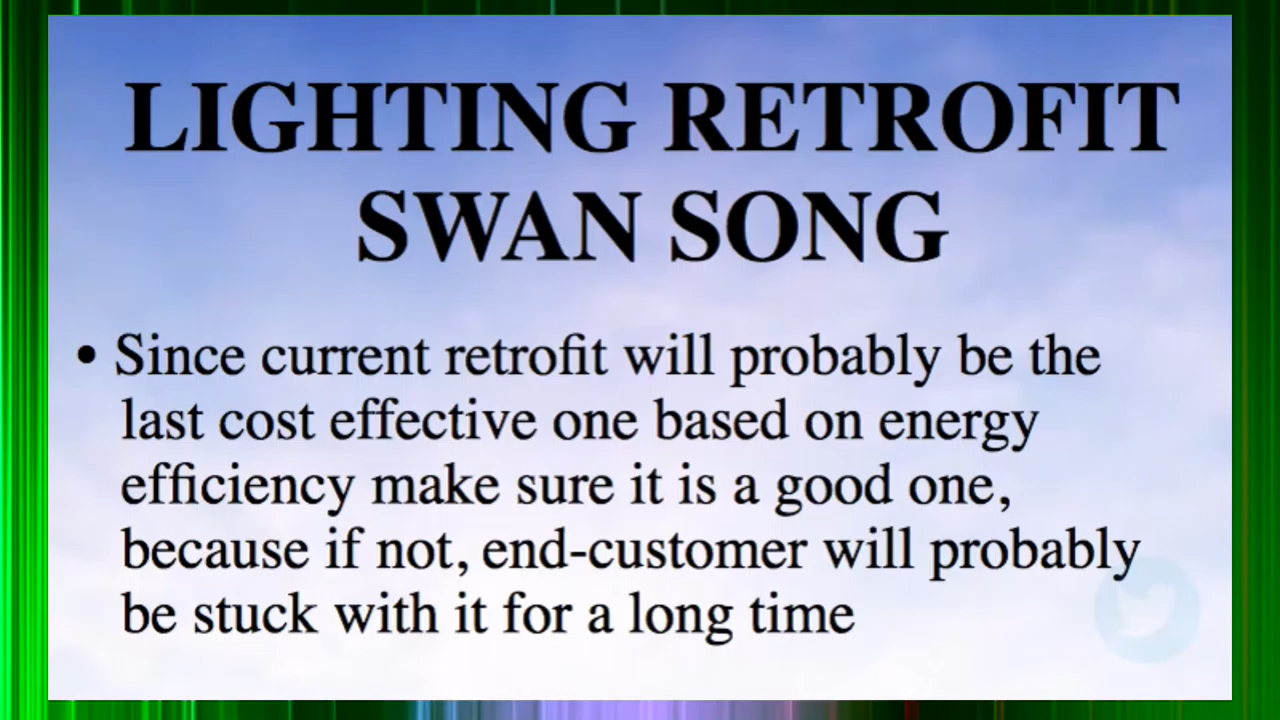 LIGHTING RETROFIT
SWAN SONG
• Since current retrofit will probably be the
last cost effective one based on energy
efficiency make sure it is a good one,
because if not, end-customer will probably
be stuck with it for a long time